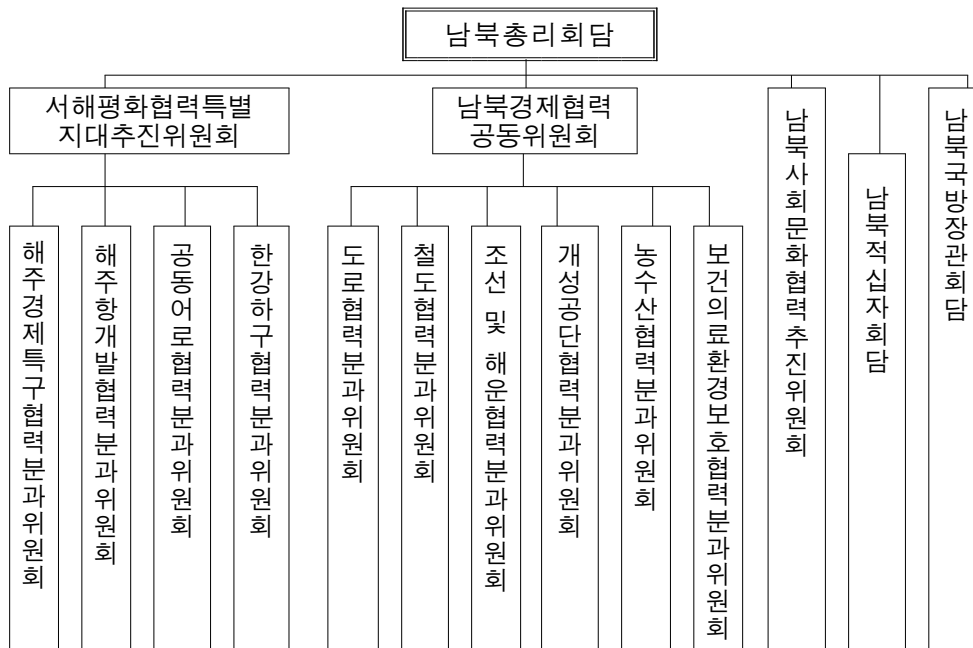 남북총리회담
서해평화협력특별
지대추진위원회
남북경제협력
공동위원회
남북사회문화협력추진위원회
남북적십자회담
남북국방장관회담
해주경제특구협력분과위원회
해주항개발협력분과위원회
공동어로협력분과위원회
한강하구협력분과위원회
도로협력분과위원회
철도협력분과위원회
조선 및 해운협력분과위원회
개성공단협력분과위원회
농수산협력분과위원회
보건의료환경보호협력분과위원회